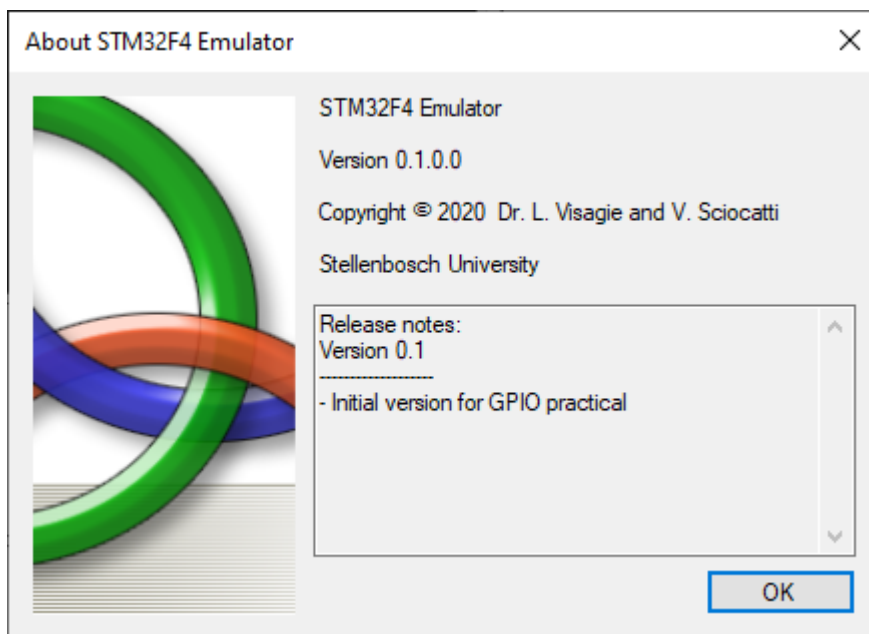 About STM32F4 Emulator
STM32F4 Emulator
Version 0.1.0.0
Copyright © 2020 Dr. L. Visagie and V. Sciocatti
Stellenbosch University
Release notes:
Version 0.1
-------------------
- Initial version for GPIO practical
OK